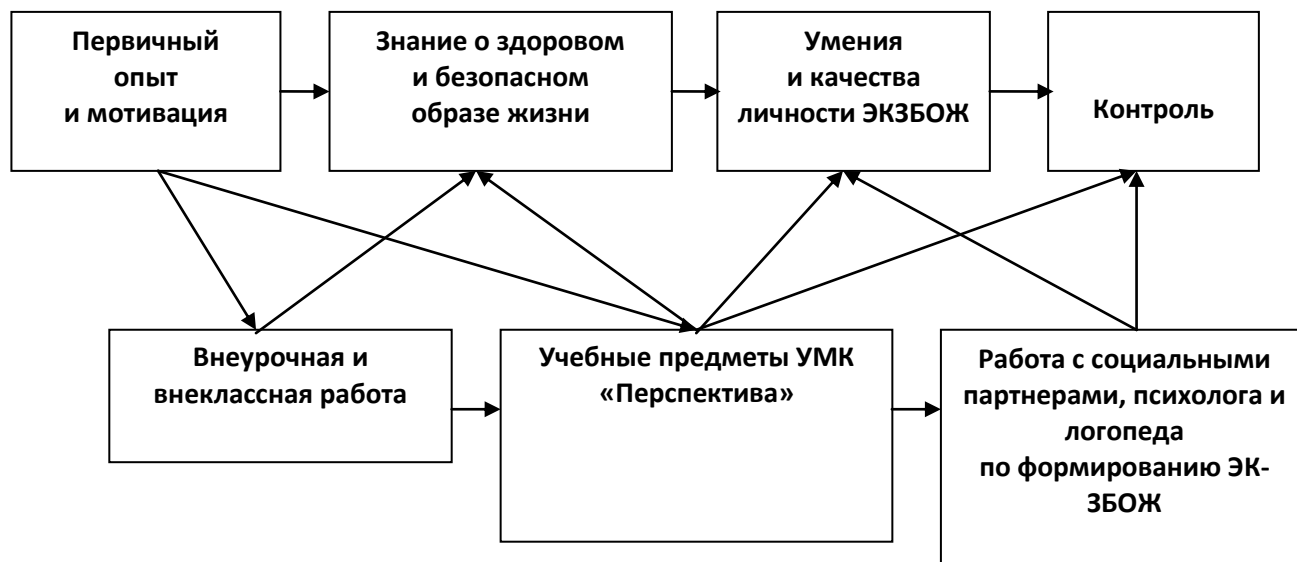 Первичный
опыт
и мотивация
Знание о здоровом
и безопасном
образе жизни
Умения
и качества
личности ЭКЗБОЖ
Контроль
Внеурочная и
внеклассная работа
Учебные предметы УМК
«Перспектива»
Работа с социальными
партнерами, психолога и
логопеда
по формированию ЭК-
ЗБОЖ